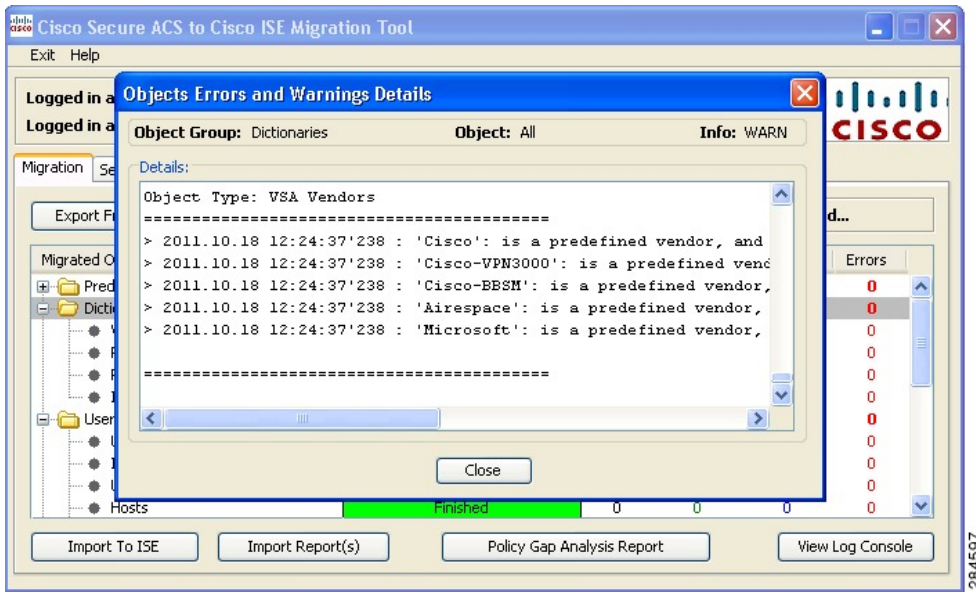 Cisco Secure ACS to Cisco ISE Migration Tool
Exit Help
Logged in a
Logged in a
CISCO
Migration
Se
Export Fr
d...
Objects Errors and Warnings Details
Object Group: Dictionaries Object: All Info: WARN
Details:
Object Type: VSA Vendors
==========================================
> 2011.10.18 12:24:37'238 : 'Cisco': is a predefined vendor, and
> 2011.10.18 12:24:37'238 : 'Cisco-VPN3000': is a predefined vend
> 2011.10.18 12:24:37'238 : 'Cisco-BBSM': is a predefined vendor,
> 2011.10.18 12:24:37'238 : 'Airespace': is a predefined vendor,
> 2011.10.18 12:24:37'238 : 'Microsoft': is a predefined vendor,
==========================================
Close
Migrated O Errors
Pred 0
Dicti 0
0
0
0
0
User 0
0
0
0
Hosts Finished 0 0 0 0
Import To ISE Import Report(s) Policy Gap Analysis Report View Log Console
284597